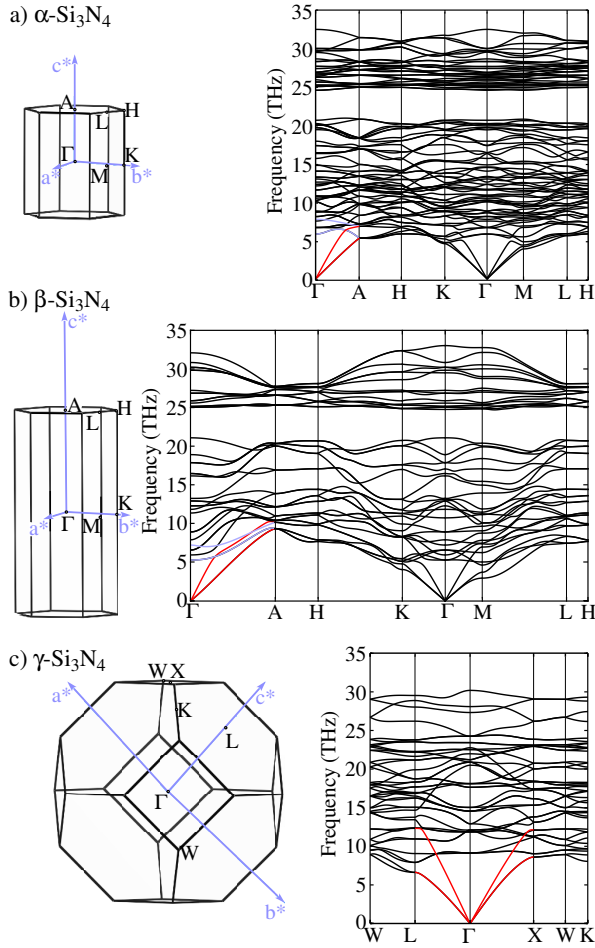 a) α-Si3N4
c*
A
H
L
Γ
K
a*
M
b*
Frequency (THz)
35
30
25
20
15
10
5
0
Γ A H K Γ M L H
b) β-Si3N4
c*
A
H
L
K
a*
Γ
M
b*
Frequency (THz)
35
30
25
20
15
10
5
0
Γ A H K Γ M L H
c) γ-Si3N4
W X
a*
c*
K
L
Γ
W
b*
Frequency (THz)
35
30
25
20
15
10
5
0
W L Γ X W K